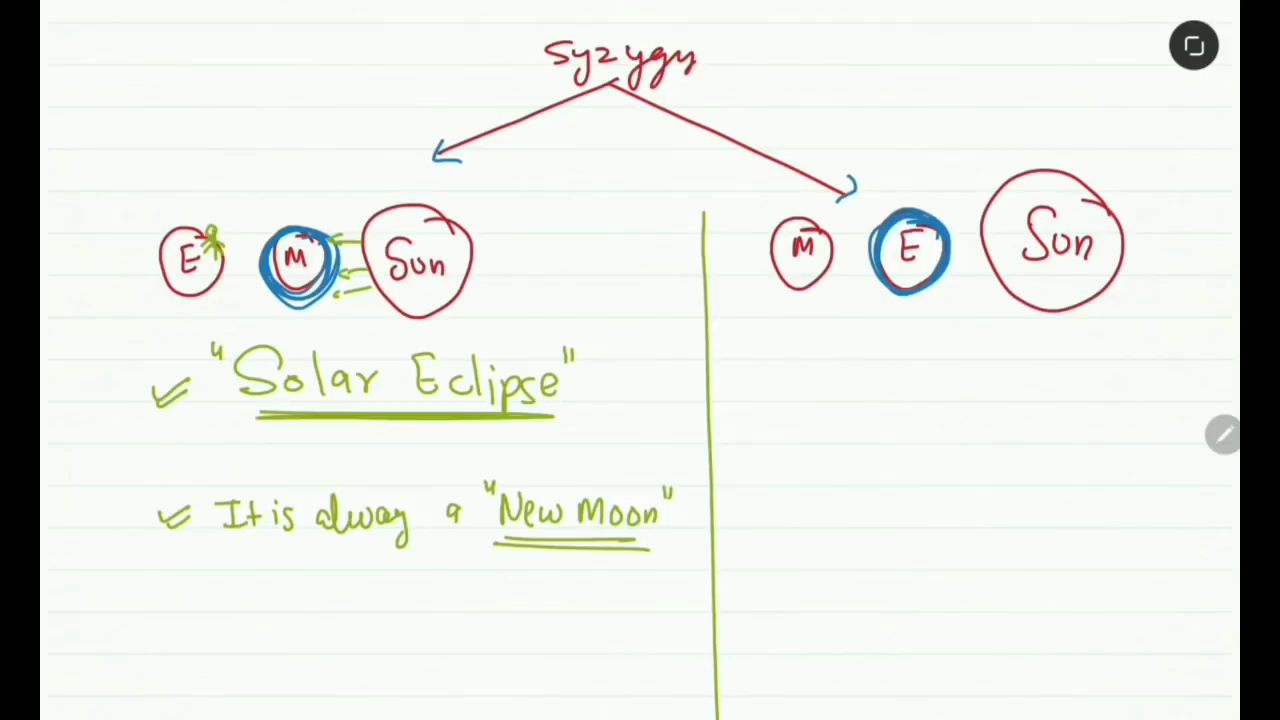 Syzygy
E M Sun
M E Sun
"Solar Eclipse"
It is alway a "New Moon"